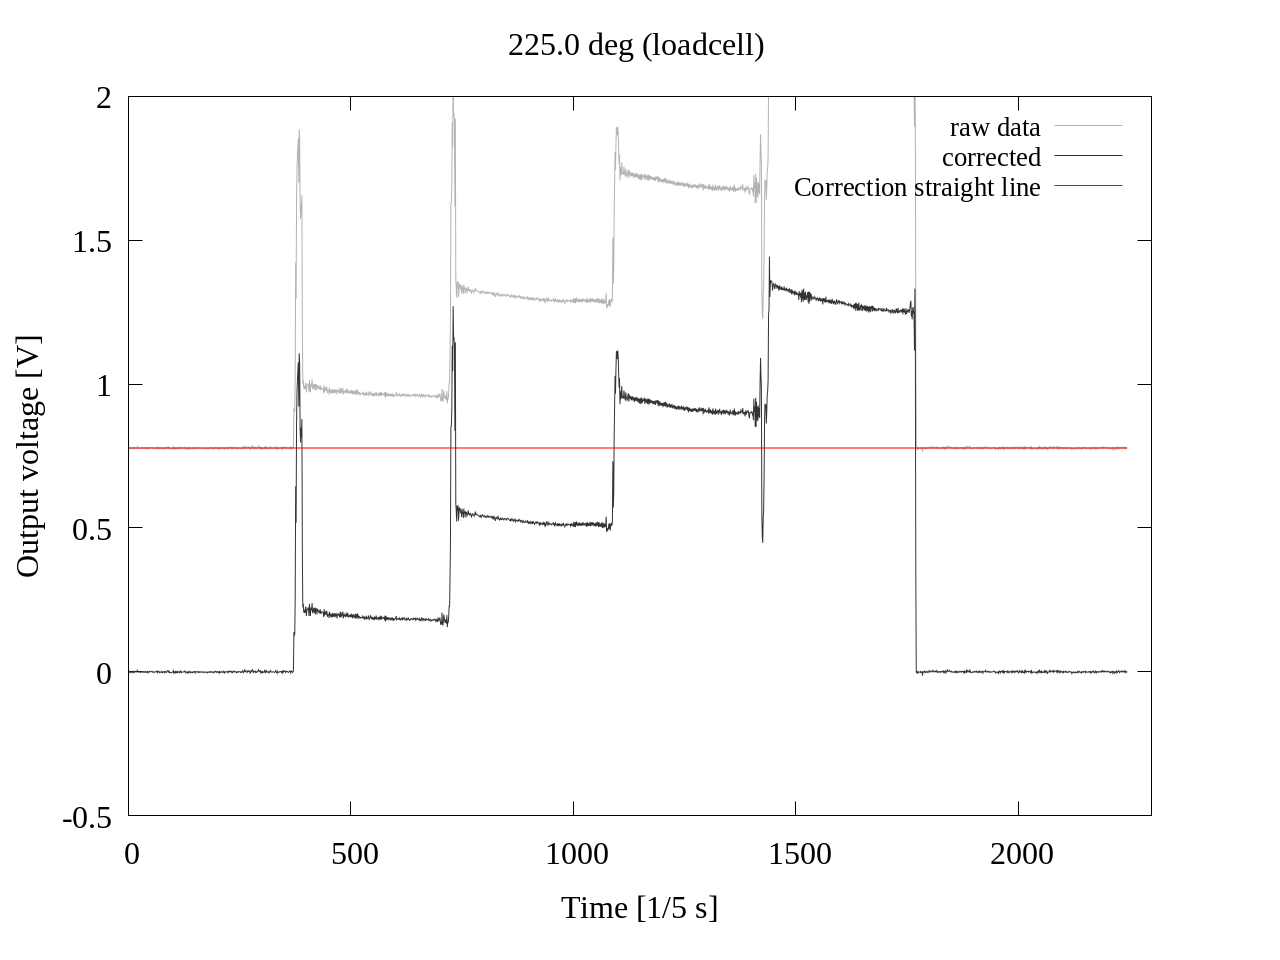 225.0 deg (loadcell)
2
raw data
corrected
Correction straight line
1.5
1
0.5
0
-0.5
0
500
1000
1500
2000
Output voltage [V]
Time [1/5 s]